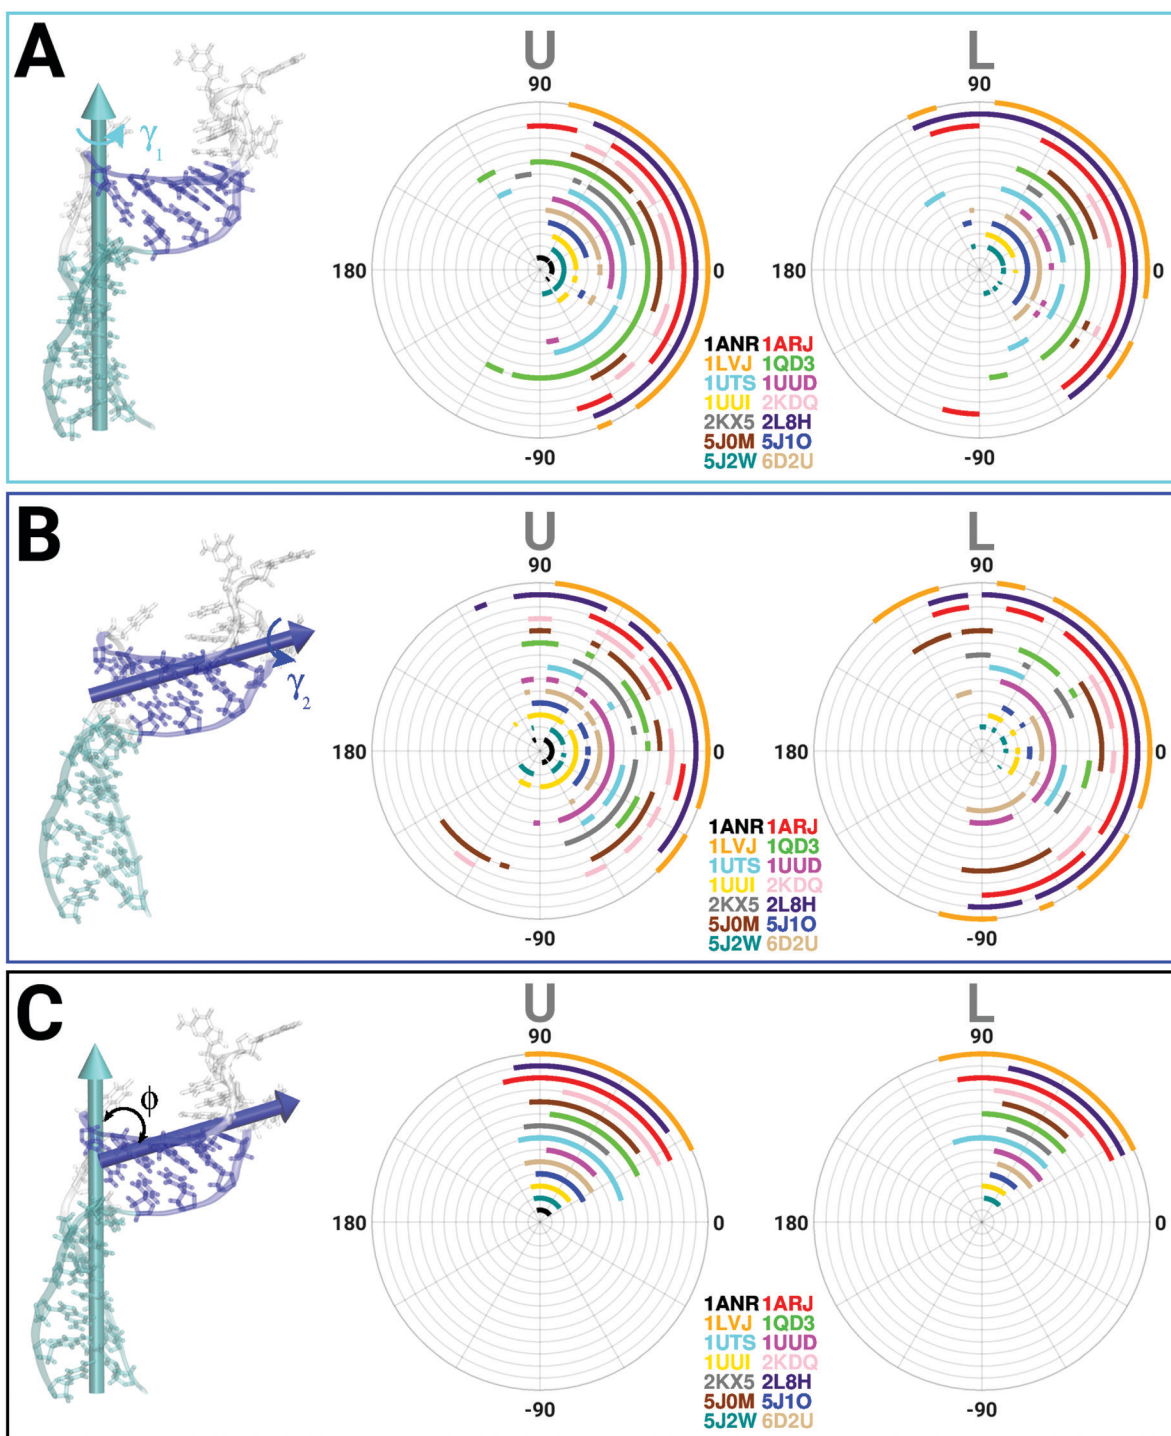 A
U
L
90
90
γ1
180
0
180
0
1ANR 1ARJ
1LVJ 1QD3
1UTS 1UUD
1UUI 2KDQ
2KX5 2L8H
5J0M 5J1O
5J2W 6D2U
-90
-90
B
U
L
90
90
γ2
180
0
180
0
1ANR 1ARJ
1LVJ 1QD3
1UTS 1UUD
1UUI 2KDQ
2KX5 2L8H
5J0M 5J1O
5J2W 6D2U
-90
-90
C
U
L
90
90
ϕ
180
0
180
0
1ANR 1ARJ
1LVJ 1QD3
1UTS 1UUD
1UUI 2KDQ
2KX5 2L8H
5J0M 5J1O
5J2W 6D2U
-90
-90